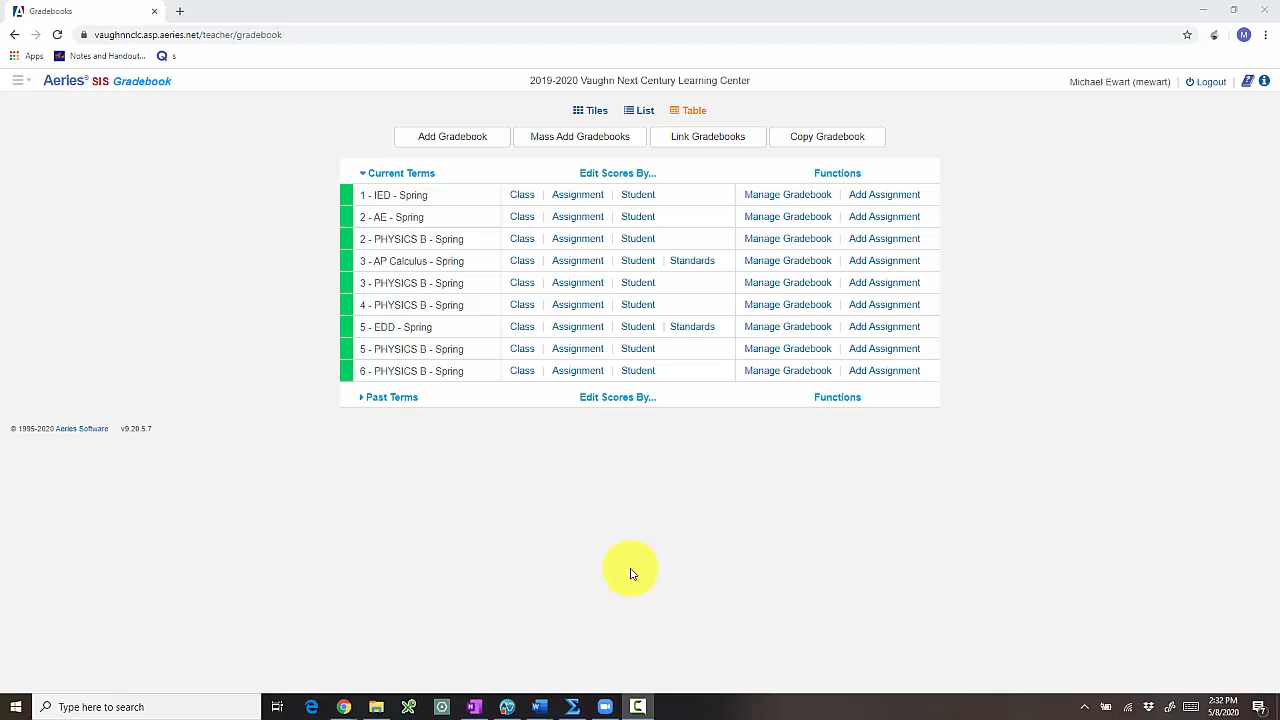 Gradebooks
vaughnnclc.asp.aeries.net/teacher/gradebook
M
Apps Notes and Handout... s
Aeries® SIS Gradebook 2019-2020 Vaughn Next Century Learning Center Michael Ewart (mewart) | Logout |
Tiles List Table
Add Gradebook Mass Add Gradebooks Link Gradebooks Copy Gradebook
Current Terms Edit Scores By... Functions
1 - IED - Spring Class | Assignment | Student Manage Gradebook | Add Assignment
2 - AE - Spring Class | Assignment | Student Manage Gradebook | Add Assignment
2 - PHYSICS B - Spring Class | Assignment | Student Manage Gradebook | Add Assignment
3 - AP Calculus - Spring Class | Assignment | Student | Standards Manage Gradebook | Add Assignment
3 - PHYSICS B - Spring Class | Assignment | Student Manage Gradebook | Add Assignment
4 - PHYSICS B - Spring Class | Assignment | Student Manage Gradebook | Add Assignment
5 - EDD - Spring Class | Assignment | Student | Standards Manage Gradebook | Add Assignment
5 - PHYSICS B - Spring Class | Assignment | Student Manage Gradebook | Add Assignment
6 - PHYSICS B - Spring Class | Assignment | Student Manage Gradebook | Add Assignment
Past Terms Edit Scores By... Functions
© 1995-2020 Aeries Software v9.20.5.7
Type here to search
2:32 PM
5/8/2020